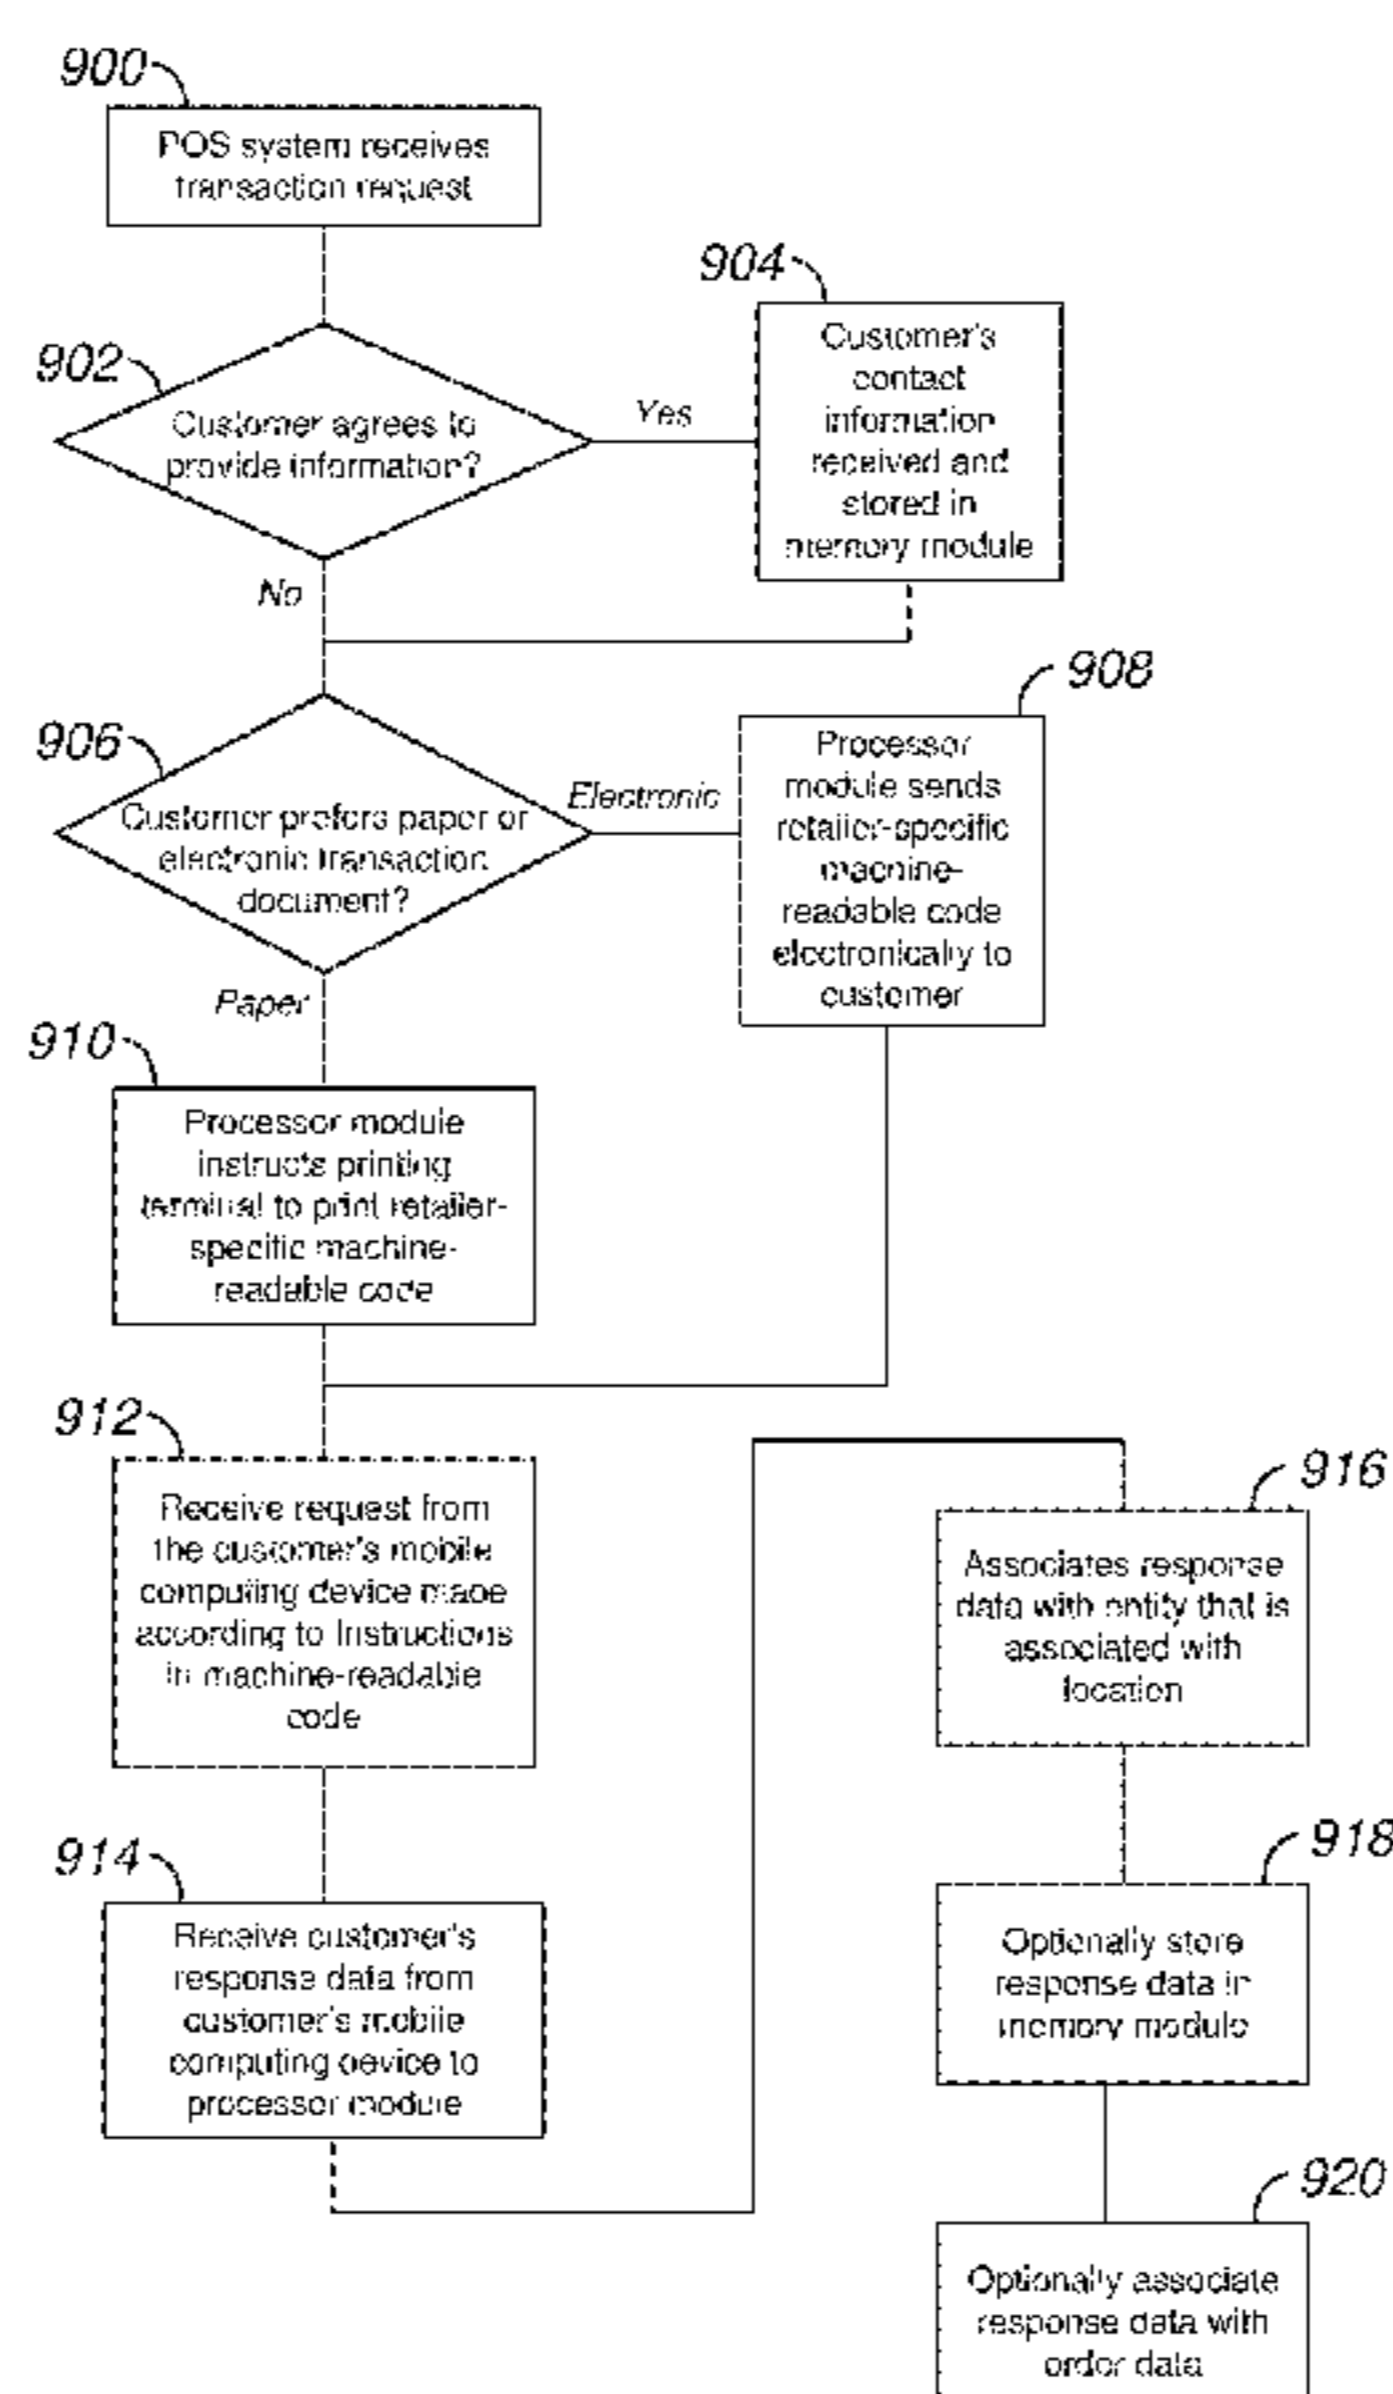 900
POS system receives
transaction request
902
Customer agrees to
provide information?
Yes
904
Customer's
contact
information
received and
stored in
memory module
No
906
Customer prefers paper or
electronic transaction
document?
Electronic
908
Processor
module sends
retailer-specific
machine-
readable code
electronically to
customer
Paper
910
Processor module
instructs printing
terminal to print retailer-
specific machine-
readable code
912
Receive request from
the customer's mobile
computing device made
according to Instructions
in machine-readable
code
914
Receive customer's
response data from
customer's mobile
computing device to
processor module
916
Associates response
data with entity that is
associated with
location
918
Optionally store
response data in
memory module
920
Optionally associate
response data with
order data